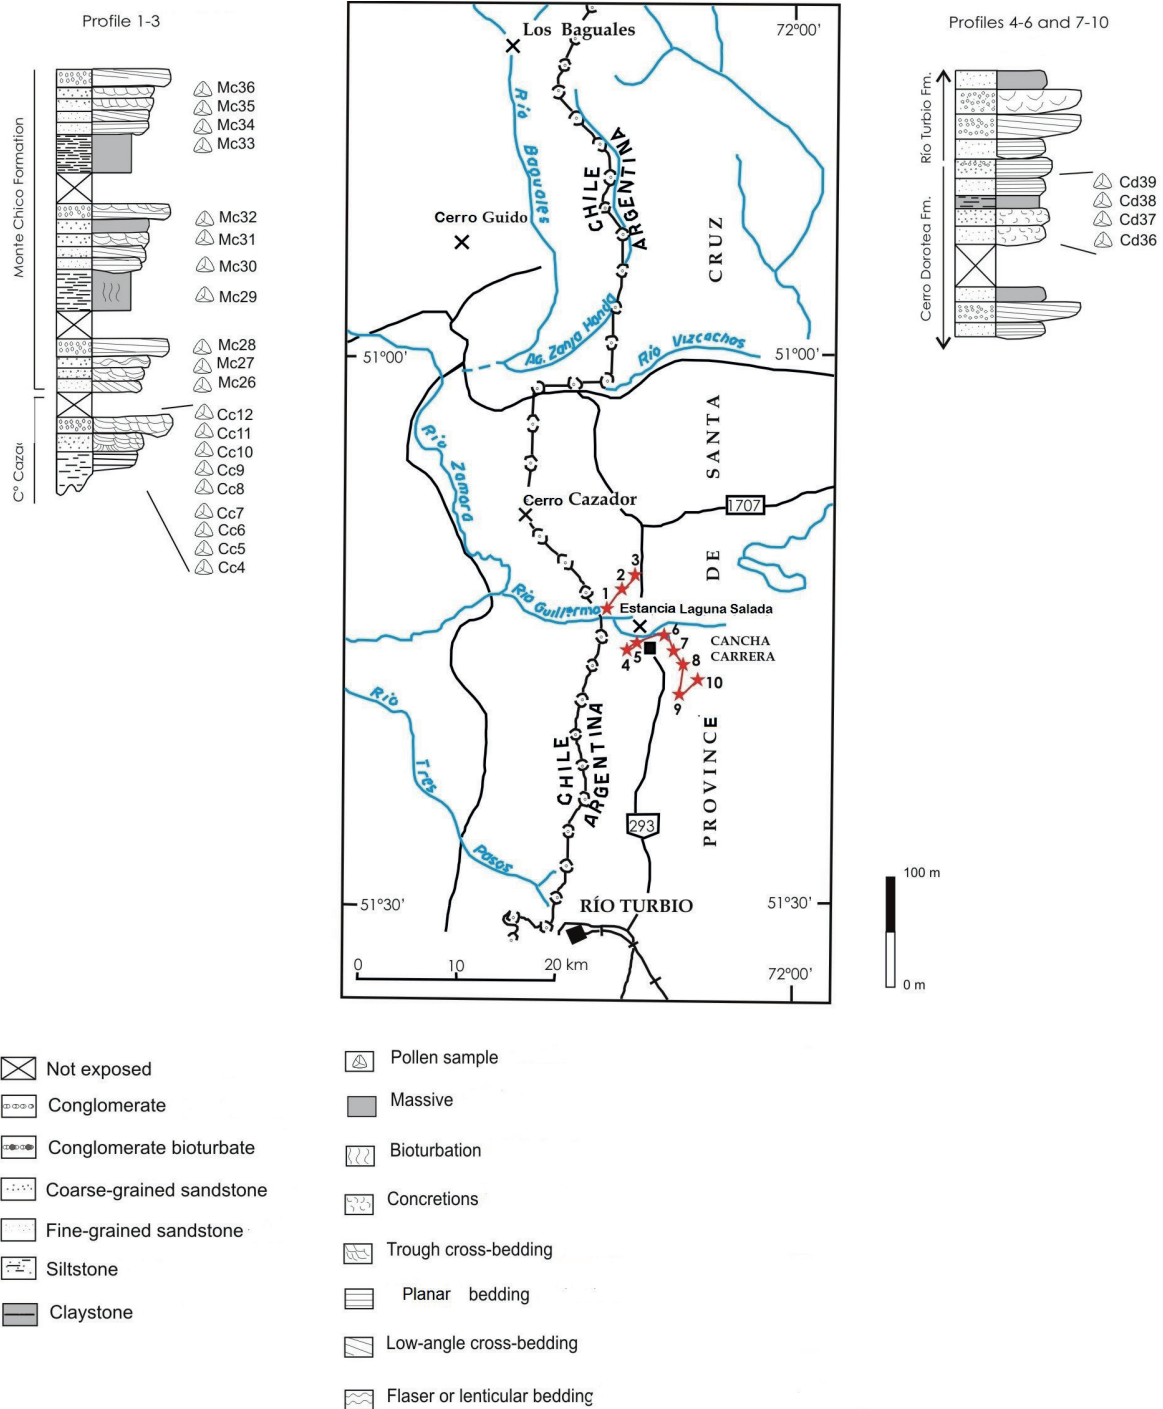 Profile 1-3
Monte Chico Formation
C° Caza
Mc36
Mc35
Mc34
Mc33
Mc32
Mc31
Mc30
Mc29
Mc28
Mc27
Mc26
Cc12
Cc11
Cc10
Cc9
Cc8
Cc7
Cc6
Cc5
Cc4
Los Baguales
72°00'
Río
Baguales
CHILE
ARGENTINA
Cerro Guido
CRUZ
Ag. Zanja Honda
Río Vizcachos
51°00'
51°00'
Río
Zamora
SANTA
Cerro Cazador
1707
DE
3
2
1
Río Guillermo
Estancia Laguna Salada
6
5
4
7
8
10
9
CANCHA
CARRERA
Río
Tres
Pasos
CHILE
ARGENTINA
PROVINCE
293
51°30'
RÍO TURBIO
51°30'
0 10 20 km
72°00'
Profiles 4-6 and 7-10
Río Turbio Fm.
Cerro Dorotea Fm.
Cd39
Cd38
Cd37
Cd36
100 m
0 m
Not exposed
Conglomerate
Conglomerate bioturbate
Coarse-grained sandstone
Fine-grained sandstone
Siltstone
Claystone
Pollen sample
Massive
Bioturbation
Concretions
Trough cross-bedding
Planar bedding
Low-angle cross-bedding
Flaser or lenticular bedding